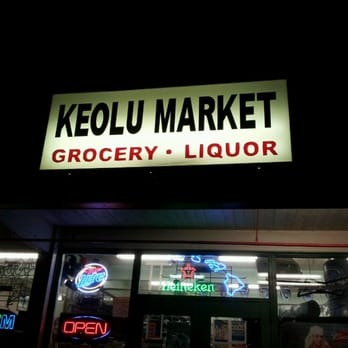 KEOLU MARKET
GROCERY · LIQUOR
Heineken
OPEN